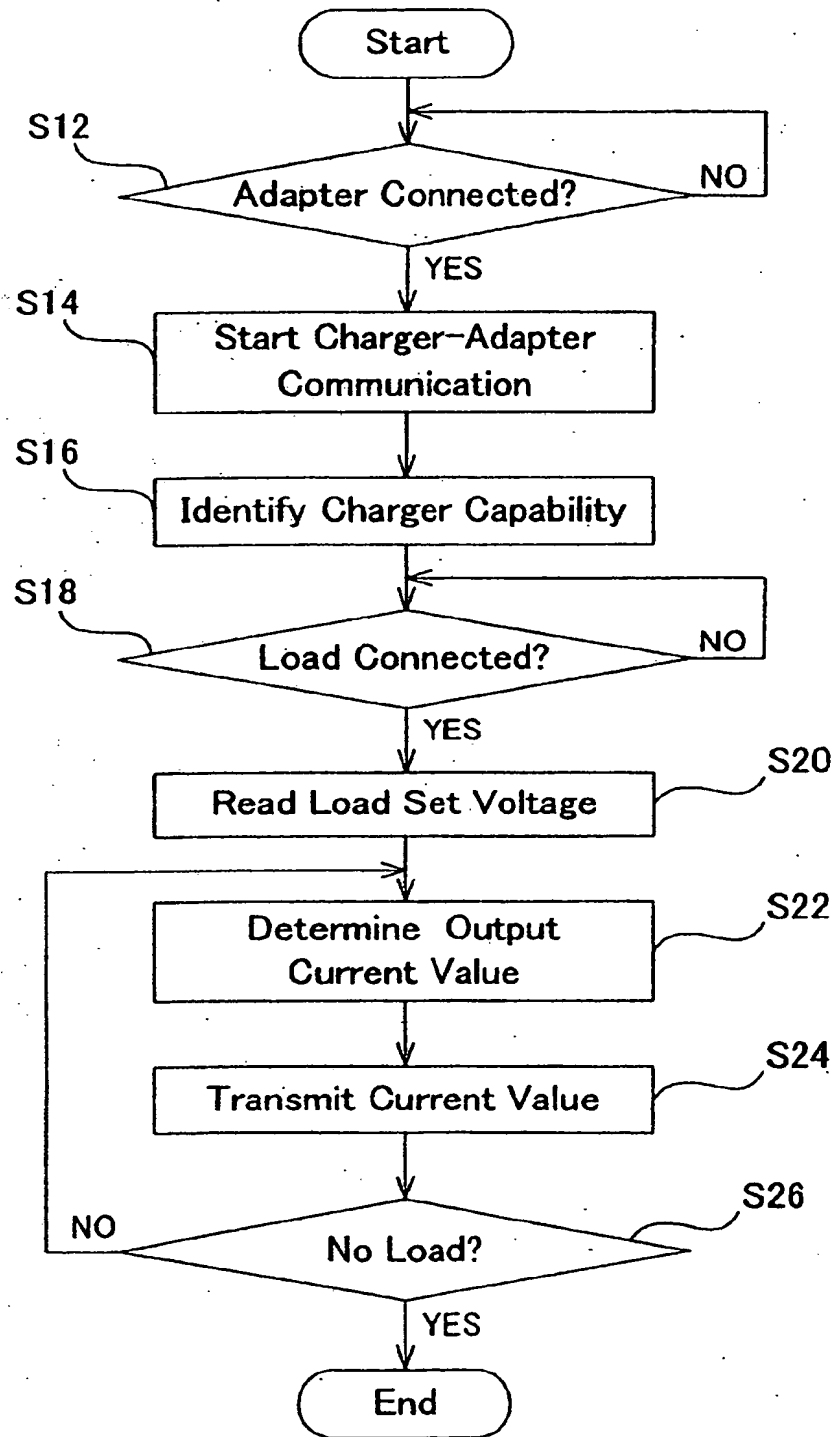 Start
S12
Adapter Connected?
NO
YES
S14
Start Charger-Adapter
Communication
S16
Identify Charger Capability
S18
Load Connected?
NO
YES
S20
Read Load Set Voltage
S22
Determine Output
Current Value
S24
Transmit Current Value
S26
No Load?
NO
YES
End